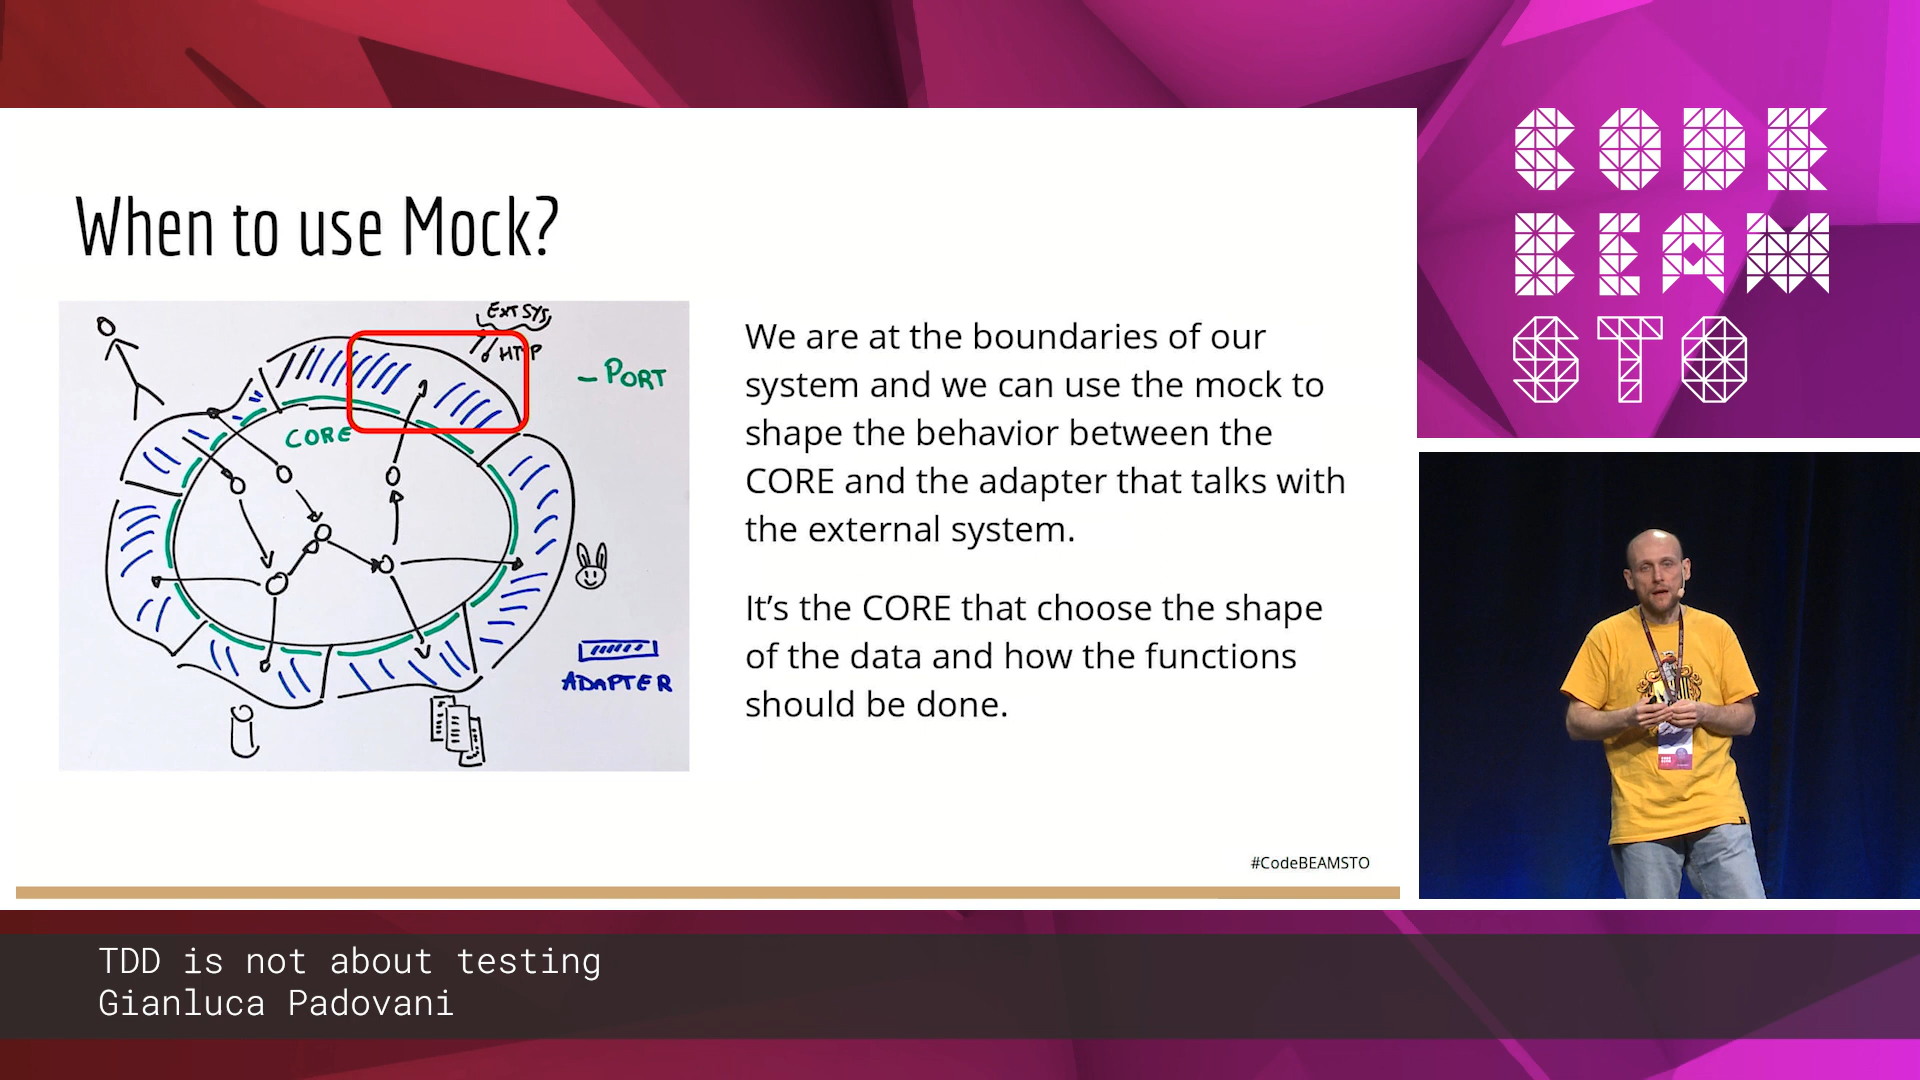 When to use Mock?
EXT SYS
HTTP
– PORT
CORE
ADAPTER
We are at the boundaries of our
system and we can use the mock to
shape the behavior between the
CORE and the adapter that talks with
the external system.
It’s the CORE that choose the shape
of the data and how the functions
should be done.
#CodeBEAMSTO
CODE
BEAM
STO
TDD is not about testing
Gianluca Padovani